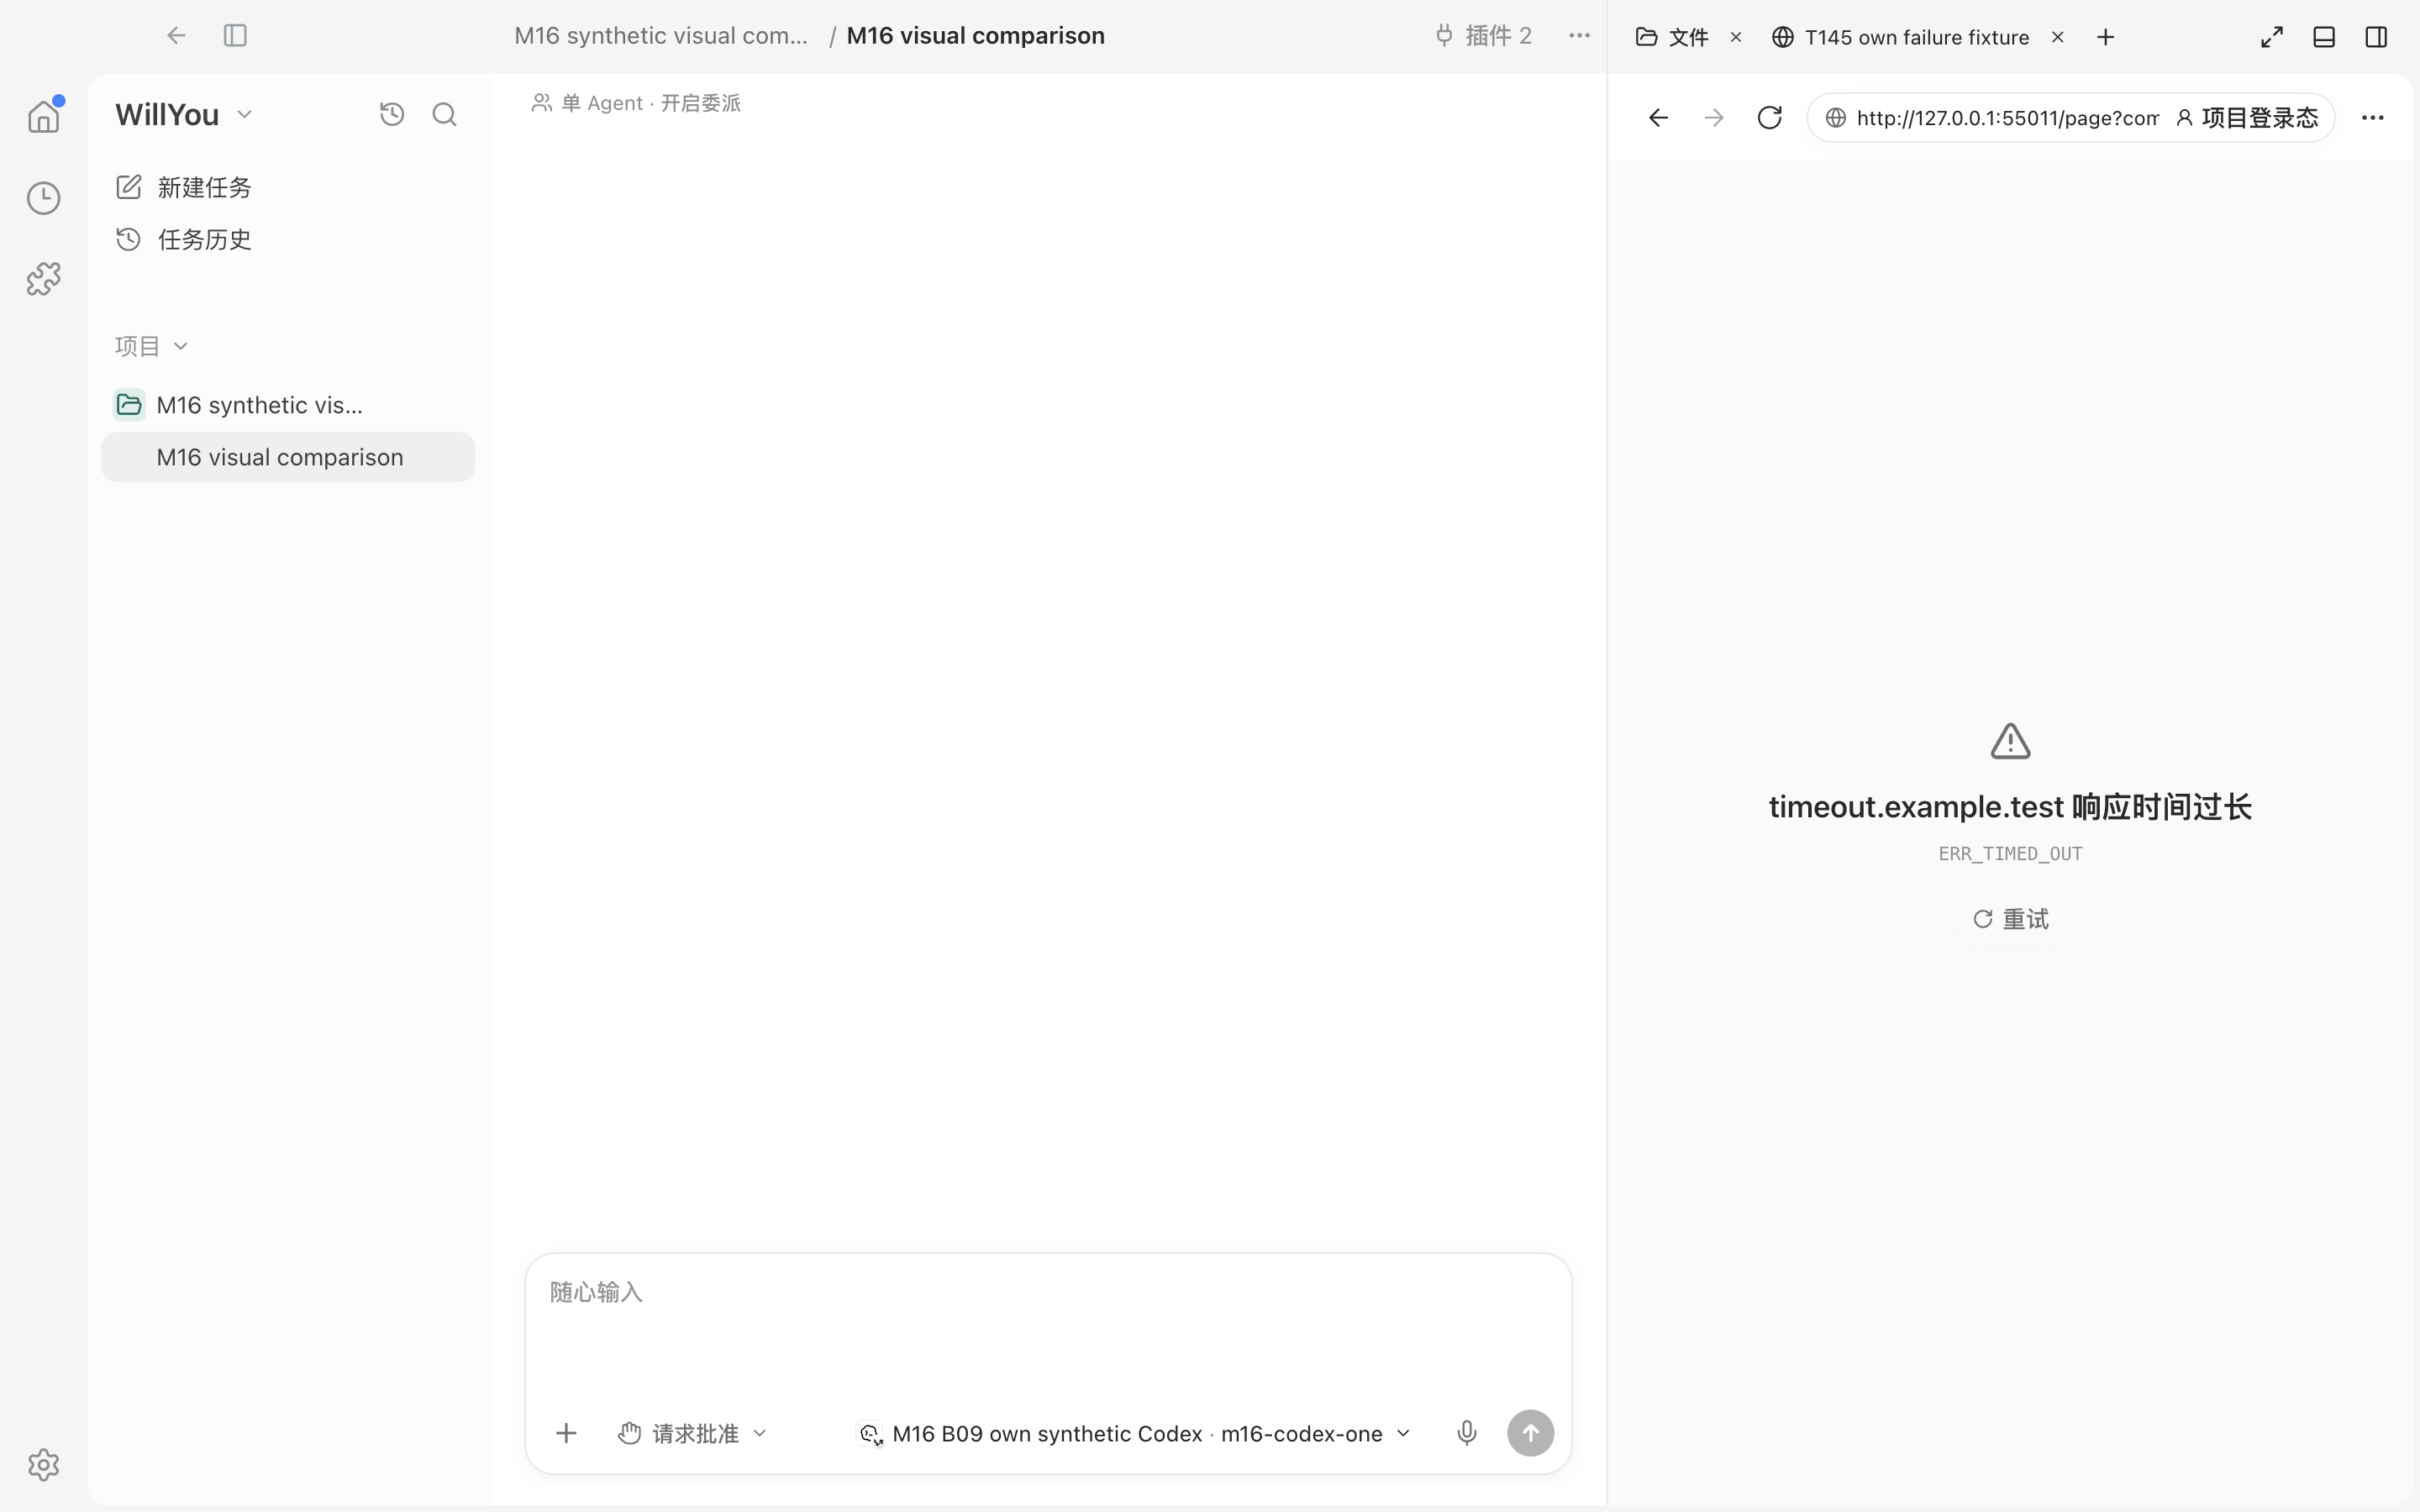 M16 synthetic visual com... / M16 visual comparison
插件 2
文件
T145 own failure fixture
WillYou
单 Agent · 开启委派
http://127.0.0.1:55011/page?com
项目登录态
新建任务
任务历史
项目
M16 synthetic vis...
M16 visual comparison
timeout.example.test 响应时间过长
ERR_TIMED_OUT
重试
随心输入
请求批准
M16 B09 own synthetic Codex · m16-codex-one